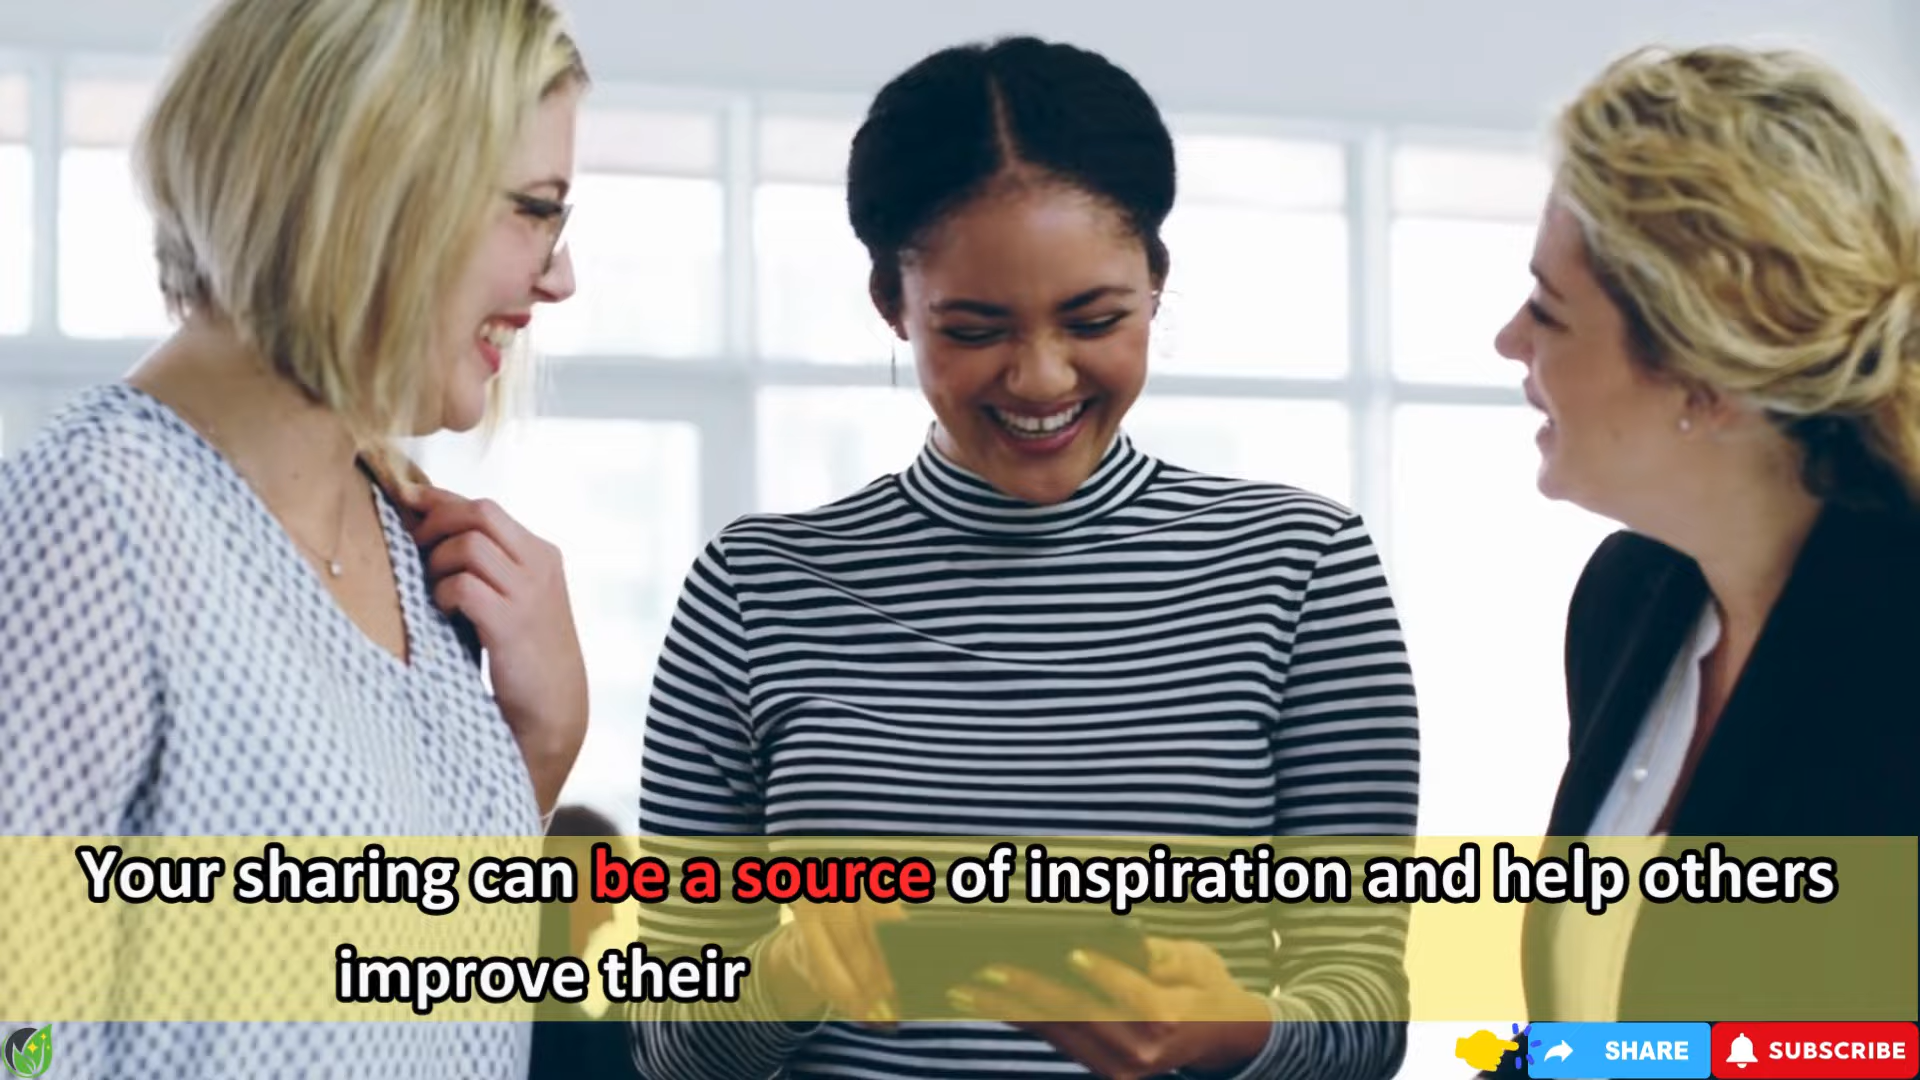 Your sharing can be a source of inspiration and help others
improve their
SHARE
SUBSCRIBE